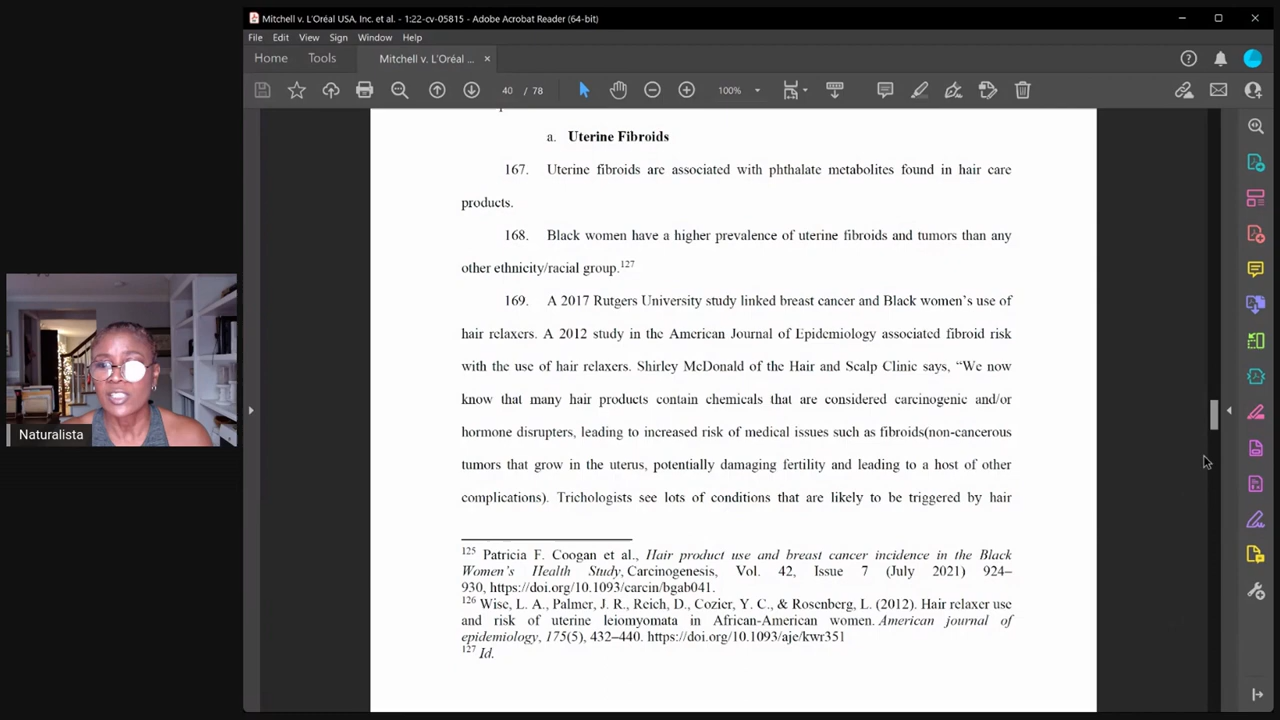 Mitchell v. L'Oréal USA, Inc. et al. - 1:22-cv-05815 - Adobe Acrobat Reader (64-bit)
File Edit View Sign Window Help
Home Tools Mitchell v. L'Oréal ...
40 / 78 100%
a. Uterine Fibroids
167. Uterine fibroids are associated with phthalate metabolites found in hair care
products.
168. Black women have a higher prevalence of uterine fibroids and tumors than any
other ethnicity/racial group.127
169. A 2017 Rutgers University study linked breast cancer and Black women's use of
hair relaxers. A 2012 study in the American Journal of Epidemiology associated fibroid risk
with the use of hair relaxers. Shirley McDonald of the Hair and Scalp Clinic says, “We now
know that many hair products contain chemicals that are considered carcinogenic and/or
hormone disrupters, leading to increased risk of medical issues such as fibroids(non-cancerous
tumors that grow in the uterus, potentially damaging fertility and leading to a host of other
complications). Trichologists see lots of conditions that are likely to be triggered by hair
125 Patricia F. Coogan et al., Hair product use and breast cancer incidence in the Black
Women's Health Study, Carcinogenesis, Vol. 42, Issue 7 (July 2021) 924–
930, https://doi.org/10.1093/carcin/bgab041.
126 Wise, L. A., Palmer, J. R., Reich, D., Cozier, Y. C., & Rosenberg, L. (2012). Hair relaxer use
and risk of uterine leiomyomata in African-American women. American journal of
epidemiology, 175(5), 432–440. https://doi.org/10.1093/aje/kwr351
127 Id.
Naturalista